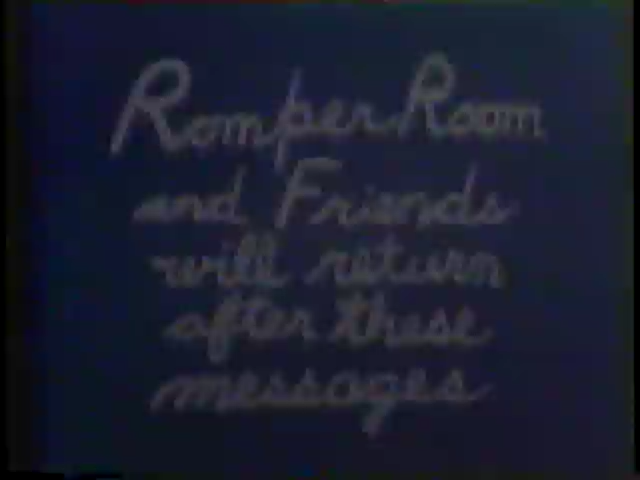 Romper Room
and Friends
will return
after these
messages